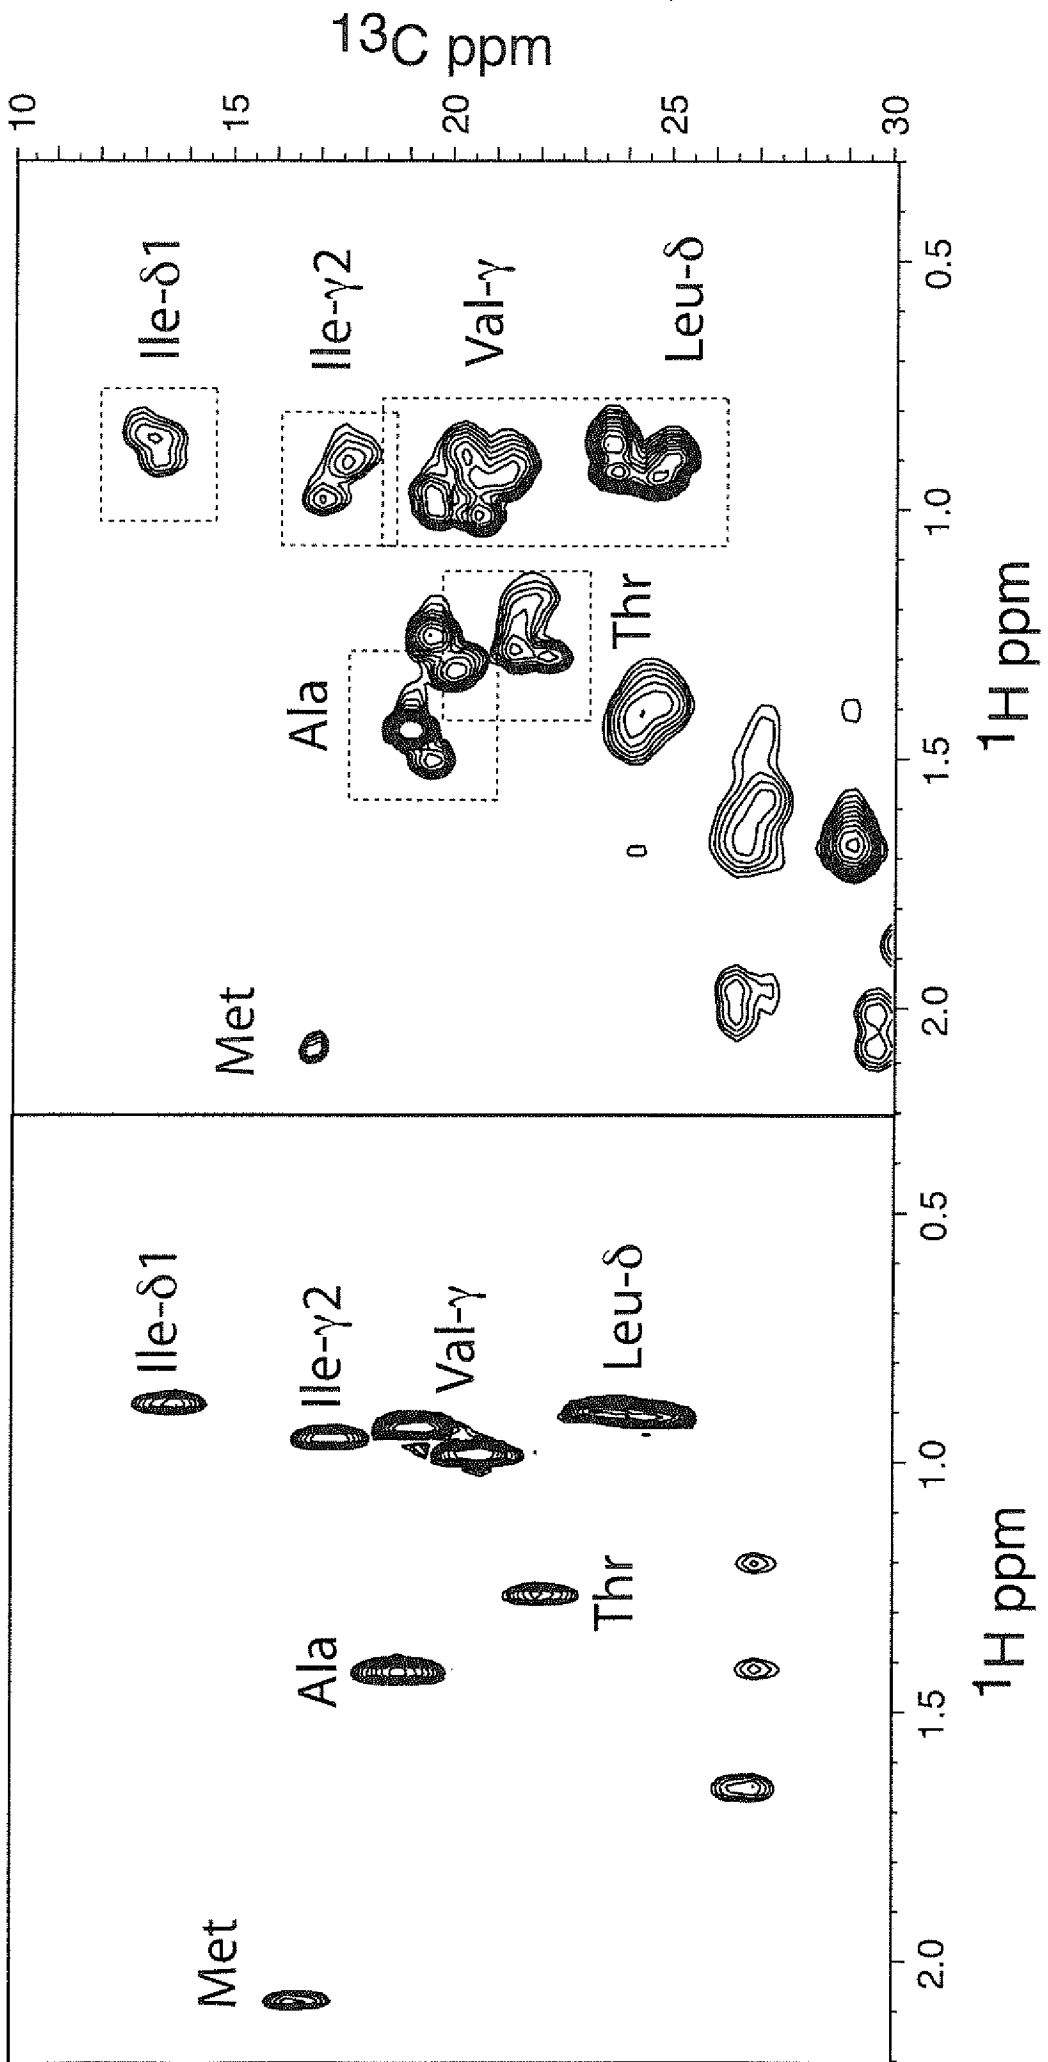 13C ppm
10
15
20
25
30
Ile-δ1
Ile-γ2
Val-γ
Leu-δ
Ala
Thr
Met
0.5
1.0
1.5
2.0
1H ppm
Ile-δ1
Ile-γ2
Val-γ
Leu-δ
Thr
Ala
Met
0.5
1.0
1.5
2.0
1H ppm